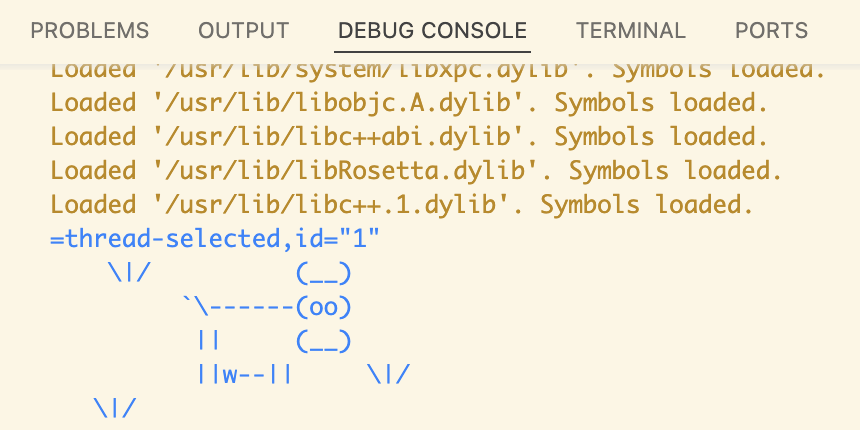 PROBLEMS OUTPUT DEBUG CONSOLE TERMINAL PORTS
Loaded '/usr/lib/system/libxpc.dylib'. Symbols loaded.
Loaded '/usr/lib/libobjc.A.dylib'. Symbols loaded.
Loaded '/usr/lib/libc++abi.dylib'. Symbols loaded.
Loaded '/usr/lib/libRosetta.dylib'. Symbols loaded.
Loaded '/usr/lib/libc++.1.dylib'. Symbols loaded.
=thread-selected,id="1"
    \|/          (__)
         `\------(oo)
          ||     (__)
          ||w--||     \|/
   \|/